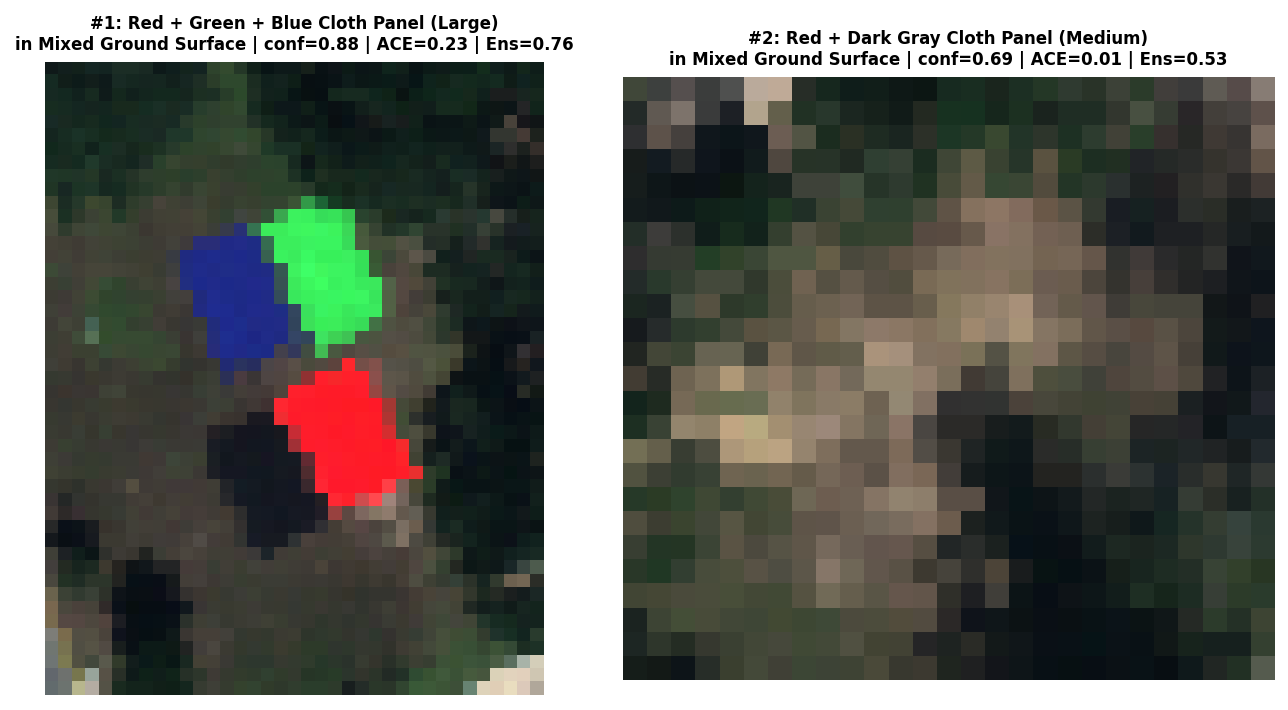 #1: Red + Green + Blue Cloth Panel (Large)
in Mixed Ground Surface | conf=0.88 | ACE=0.23 | Ens=0.76
#2: Red + Dark Gray Cloth Panel (Medium)
in Mixed Ground Surface | conf=0.69 | ACE=0.01 | Ens=0.53